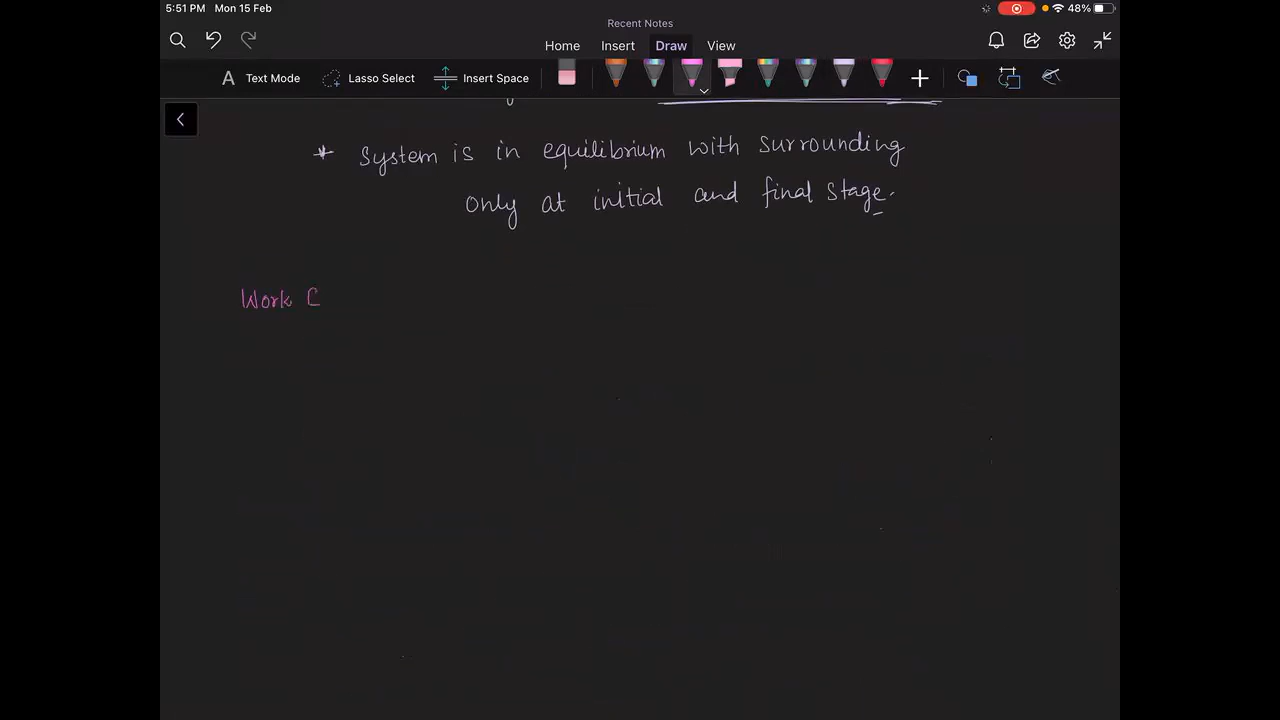 5:51 PM Mon 15 Feb
48%
Recent Notes
Home Insert Draw View
A Text Mode Lasso Select Insert Space
* System is in equilibrium with surrounding
only at initial and final stage.
Work